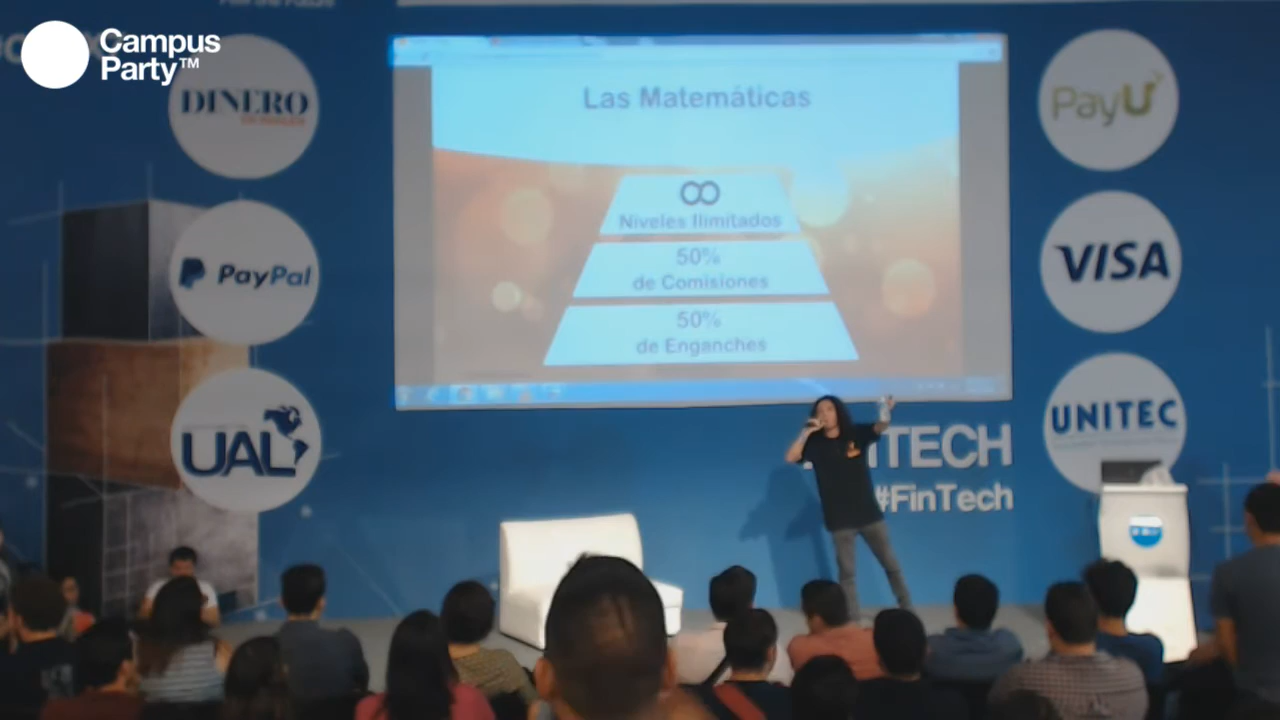 Campus
Party™
DINERO
PayPal
UAL
Las Matemáticas
∞
Niveles Ilimitados
50%
de Comisiones
50%
de Enganches
PayU
VISA
UNITEC
#FinTech